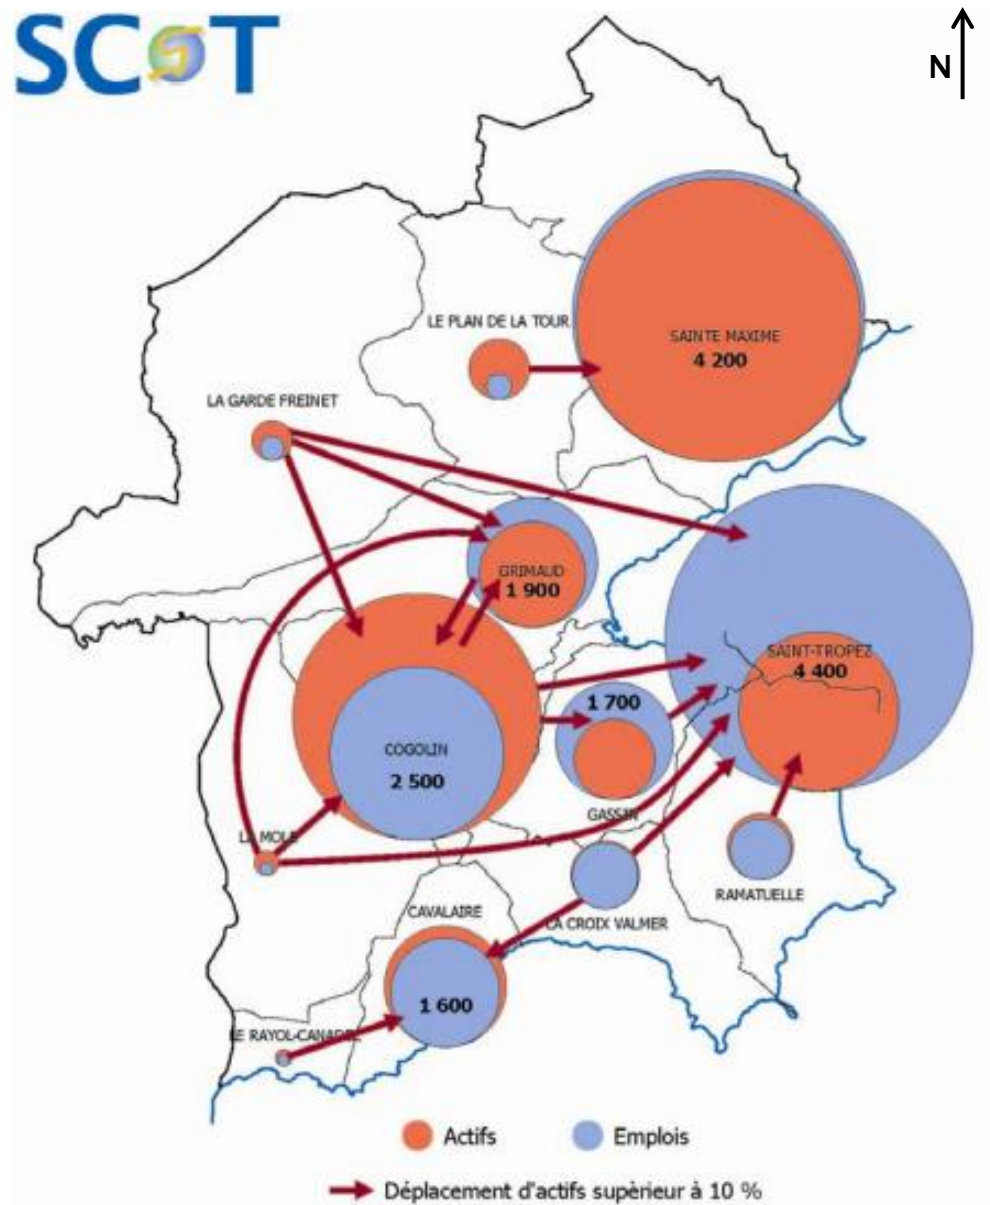 SCOT
N
LE PLAN DE LA TOUR
SAINTE MAXIME
4 200
LA GARDE FREINET
GRIMAUD
1 900
SAINT-TROPEZ
4 400
1 700
GASSIN
COGOLIN
2 500
LA MOLE
RAMATUELLE
CAVALAIRE
LA CROIX VALMER
1 600
LE RAYOL-CANADEL
Actifs
Emplois
Déplacement d'actifs supèrieur à 10 %